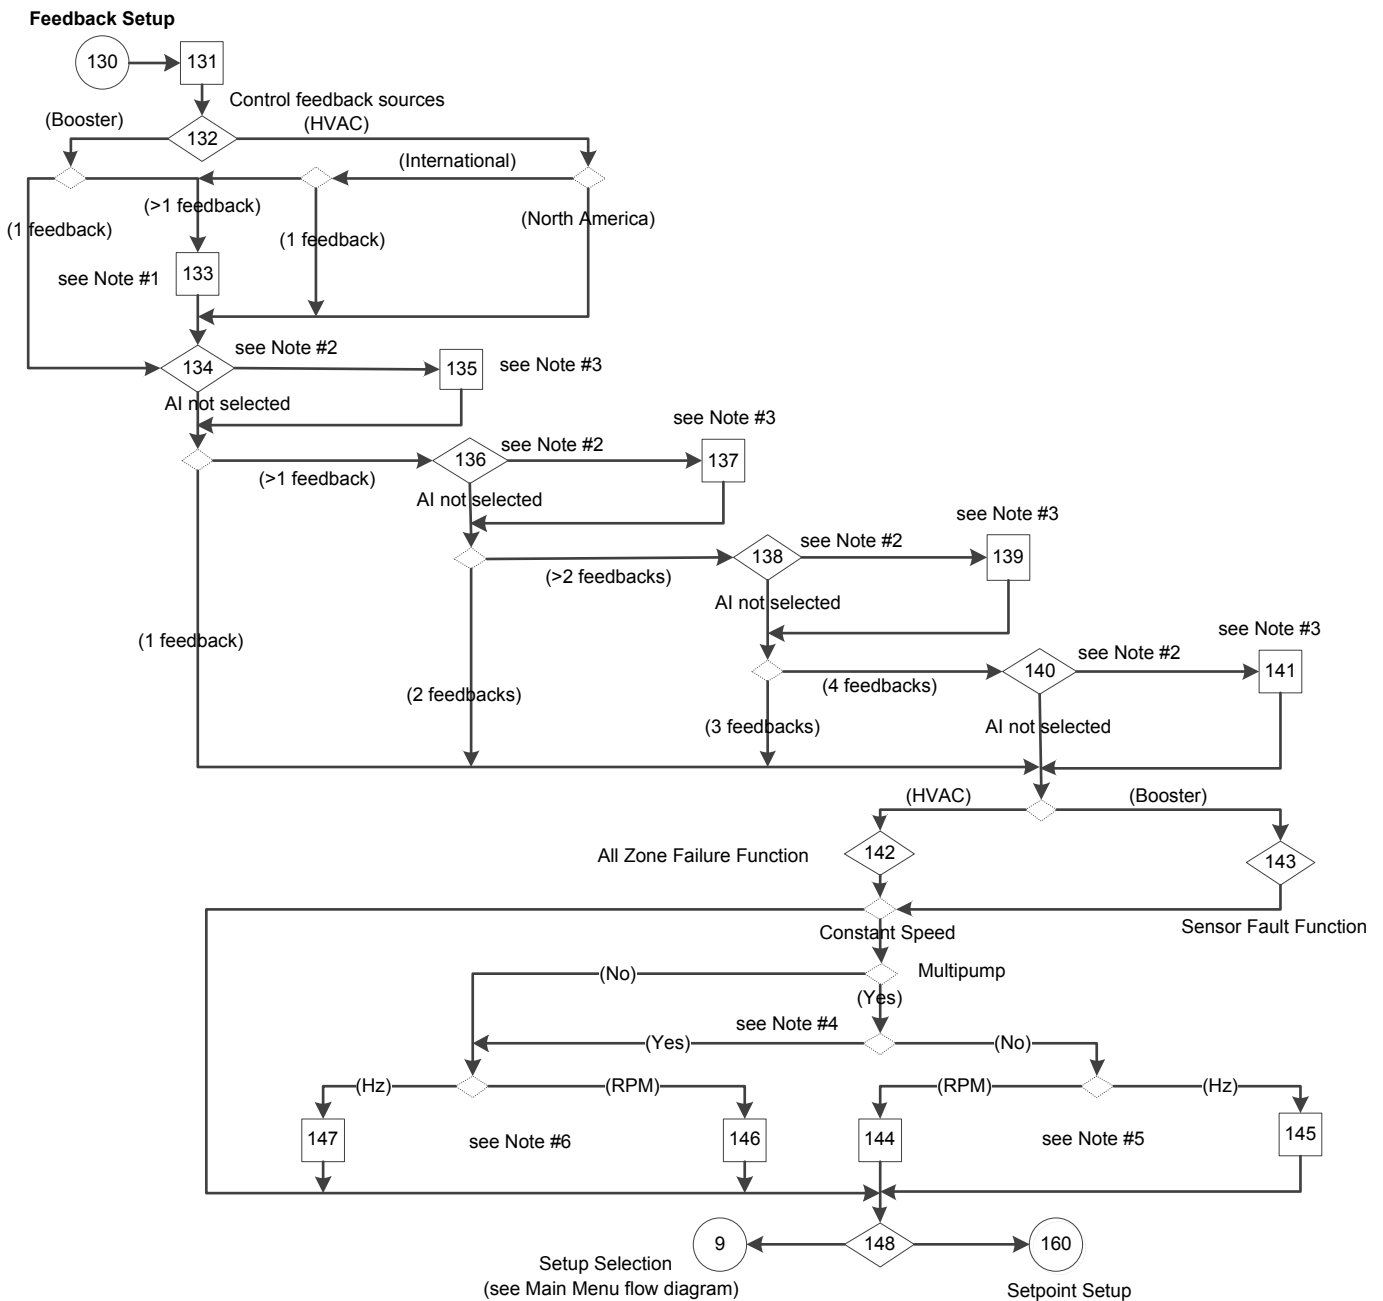 Feedback Setup
130
131
Control feedback sources
(Booster)
132
(HVAC)
(International)
(>1 feedback)
(North America)
(1 feedback)
(1 feedback)
see Note #1
133
see Note #2
134
135
see Note #3
AI not selected
see Note #3
136
see Note #2
137
(>1 feedback)
AI not selected
see Note #3
138
see Note #2
139
(>2 feedbacks)
AI not selected
(1 feedback)
see Note #3
140
see Note #2
141
(4 feedbacks)
(2 feedbacks)
(3 feedbacks)
AI not selected
(HVAC)
(Booster)
All Zone Failure Function
142
143
Constant Speed
Sensor Fault Function
(No)
Multipump
(Yes)
see Note #4
(Yes)
(No)
(Hz)
(RPM)
(RPM)
(Hz)
147
see Note #6
146
144
see Note #5
145
9
148
160
Setup Selection
(see Main Menu flow diagram)
Setpoint Setup